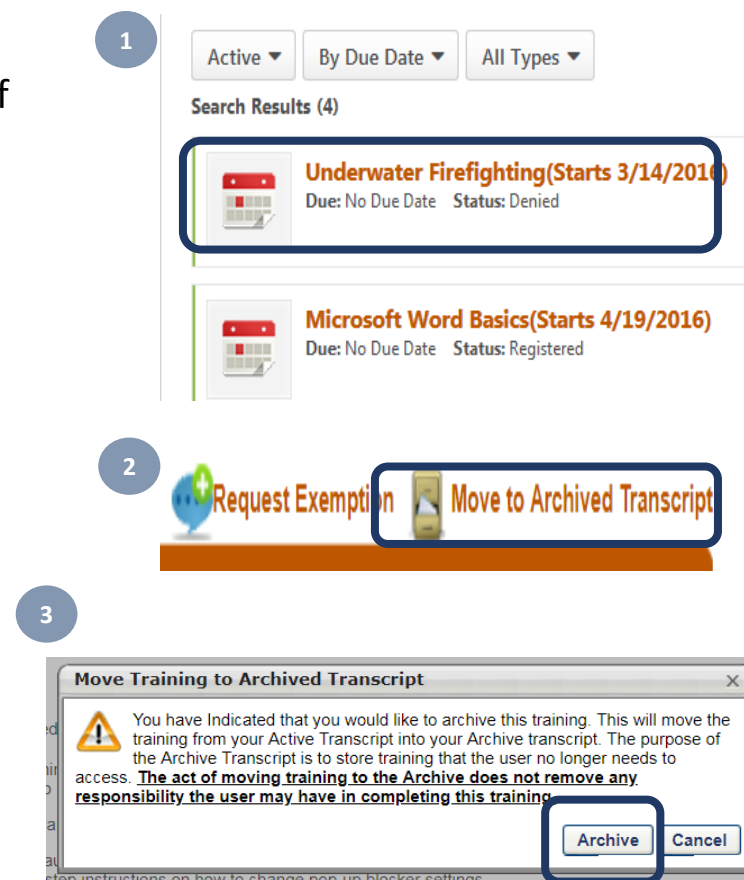 1
Active ▼ By Due Date ▼ All Types ▼
f
Search Results (4)
Underwater Firefighting(Starts 3/14/2016)
Due: No Due Date Status: Denied
Microsoft Word Basics(Starts 4/19/2016)
Due: No Due Date Status: Registered
2
Request Exemption Move to Archived Transcript
3
Move Training to Archived Transcript ×
You have Indicated that you would like to archive this training. This will move the
training from your Active Transcript into your Archive transcript. The purpose of
the Archive Transcript is to store training that the user no longer needs to
access. The act of moving training to the Archive does not remove any
responsibility the user may have in completing this training
Archive Cancel
step instructions on how to change pop-up blocker settings